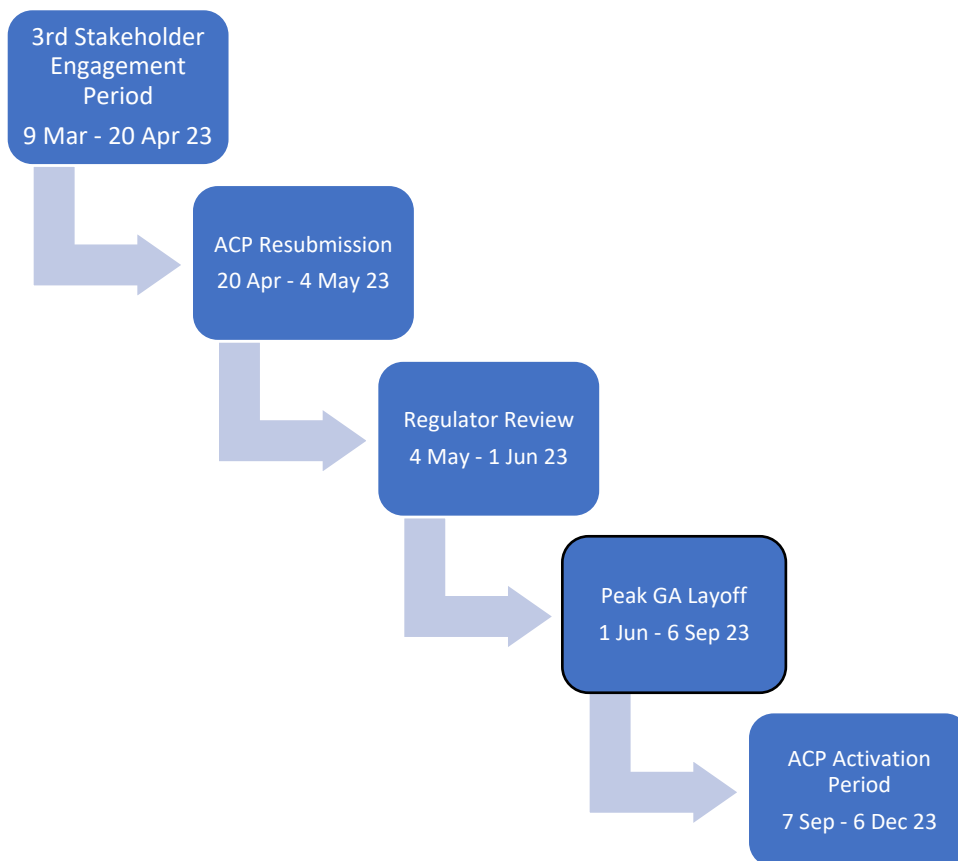 3rd Stakeholder
Engagement
Period
9 Mar - 20 Apr 23
ACP Resubmission
20 Apr - 4 May 23
Regulator Review
4 May - 1 Jun 23
Peak GA Layoff
1 Jun - 6 Sep 23
ACP Activation
Period
7 Sep - 6 Dec 23